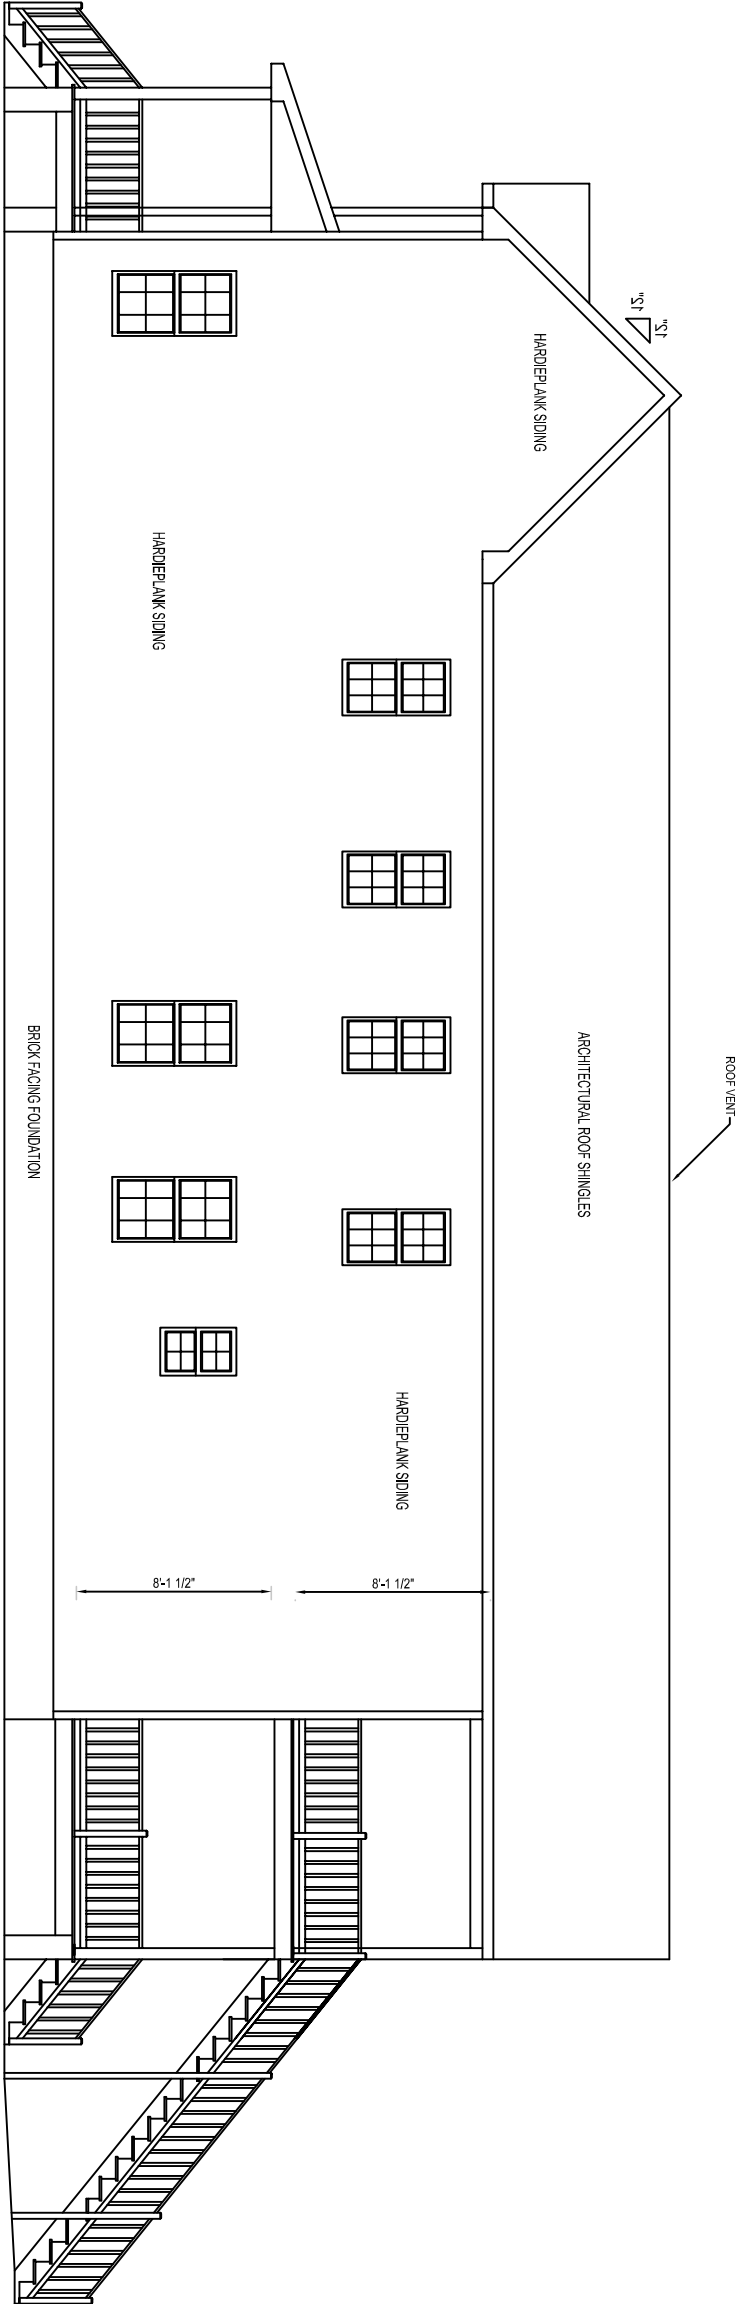 ROOF VENT
12"
12"
HARDIEPLANK SIDING
ARCHITECTURAL ROOF SHINGLES
HARDIEPLANK SIDING
8'-1 1/2"
8'-1 1/2"
HARDIEPLANK SIDING
BRICK FACING FOUNDATION